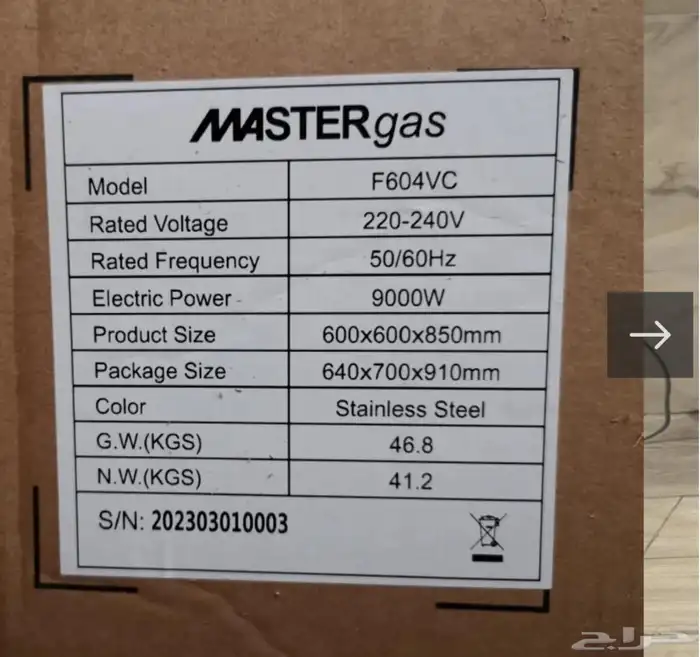 MASTERgas
Model F604VC
Rated Voltage 220-240V
Rated Frequency 50/60Hz
Electric Power 9000W
Product Size 600x600x850mm
Package Size 640x700x910mm
Color Stainless Steel
G.W.(KGS) 46.8
N.W.(KGS) 41.2
S/N: 202303010003
حراج